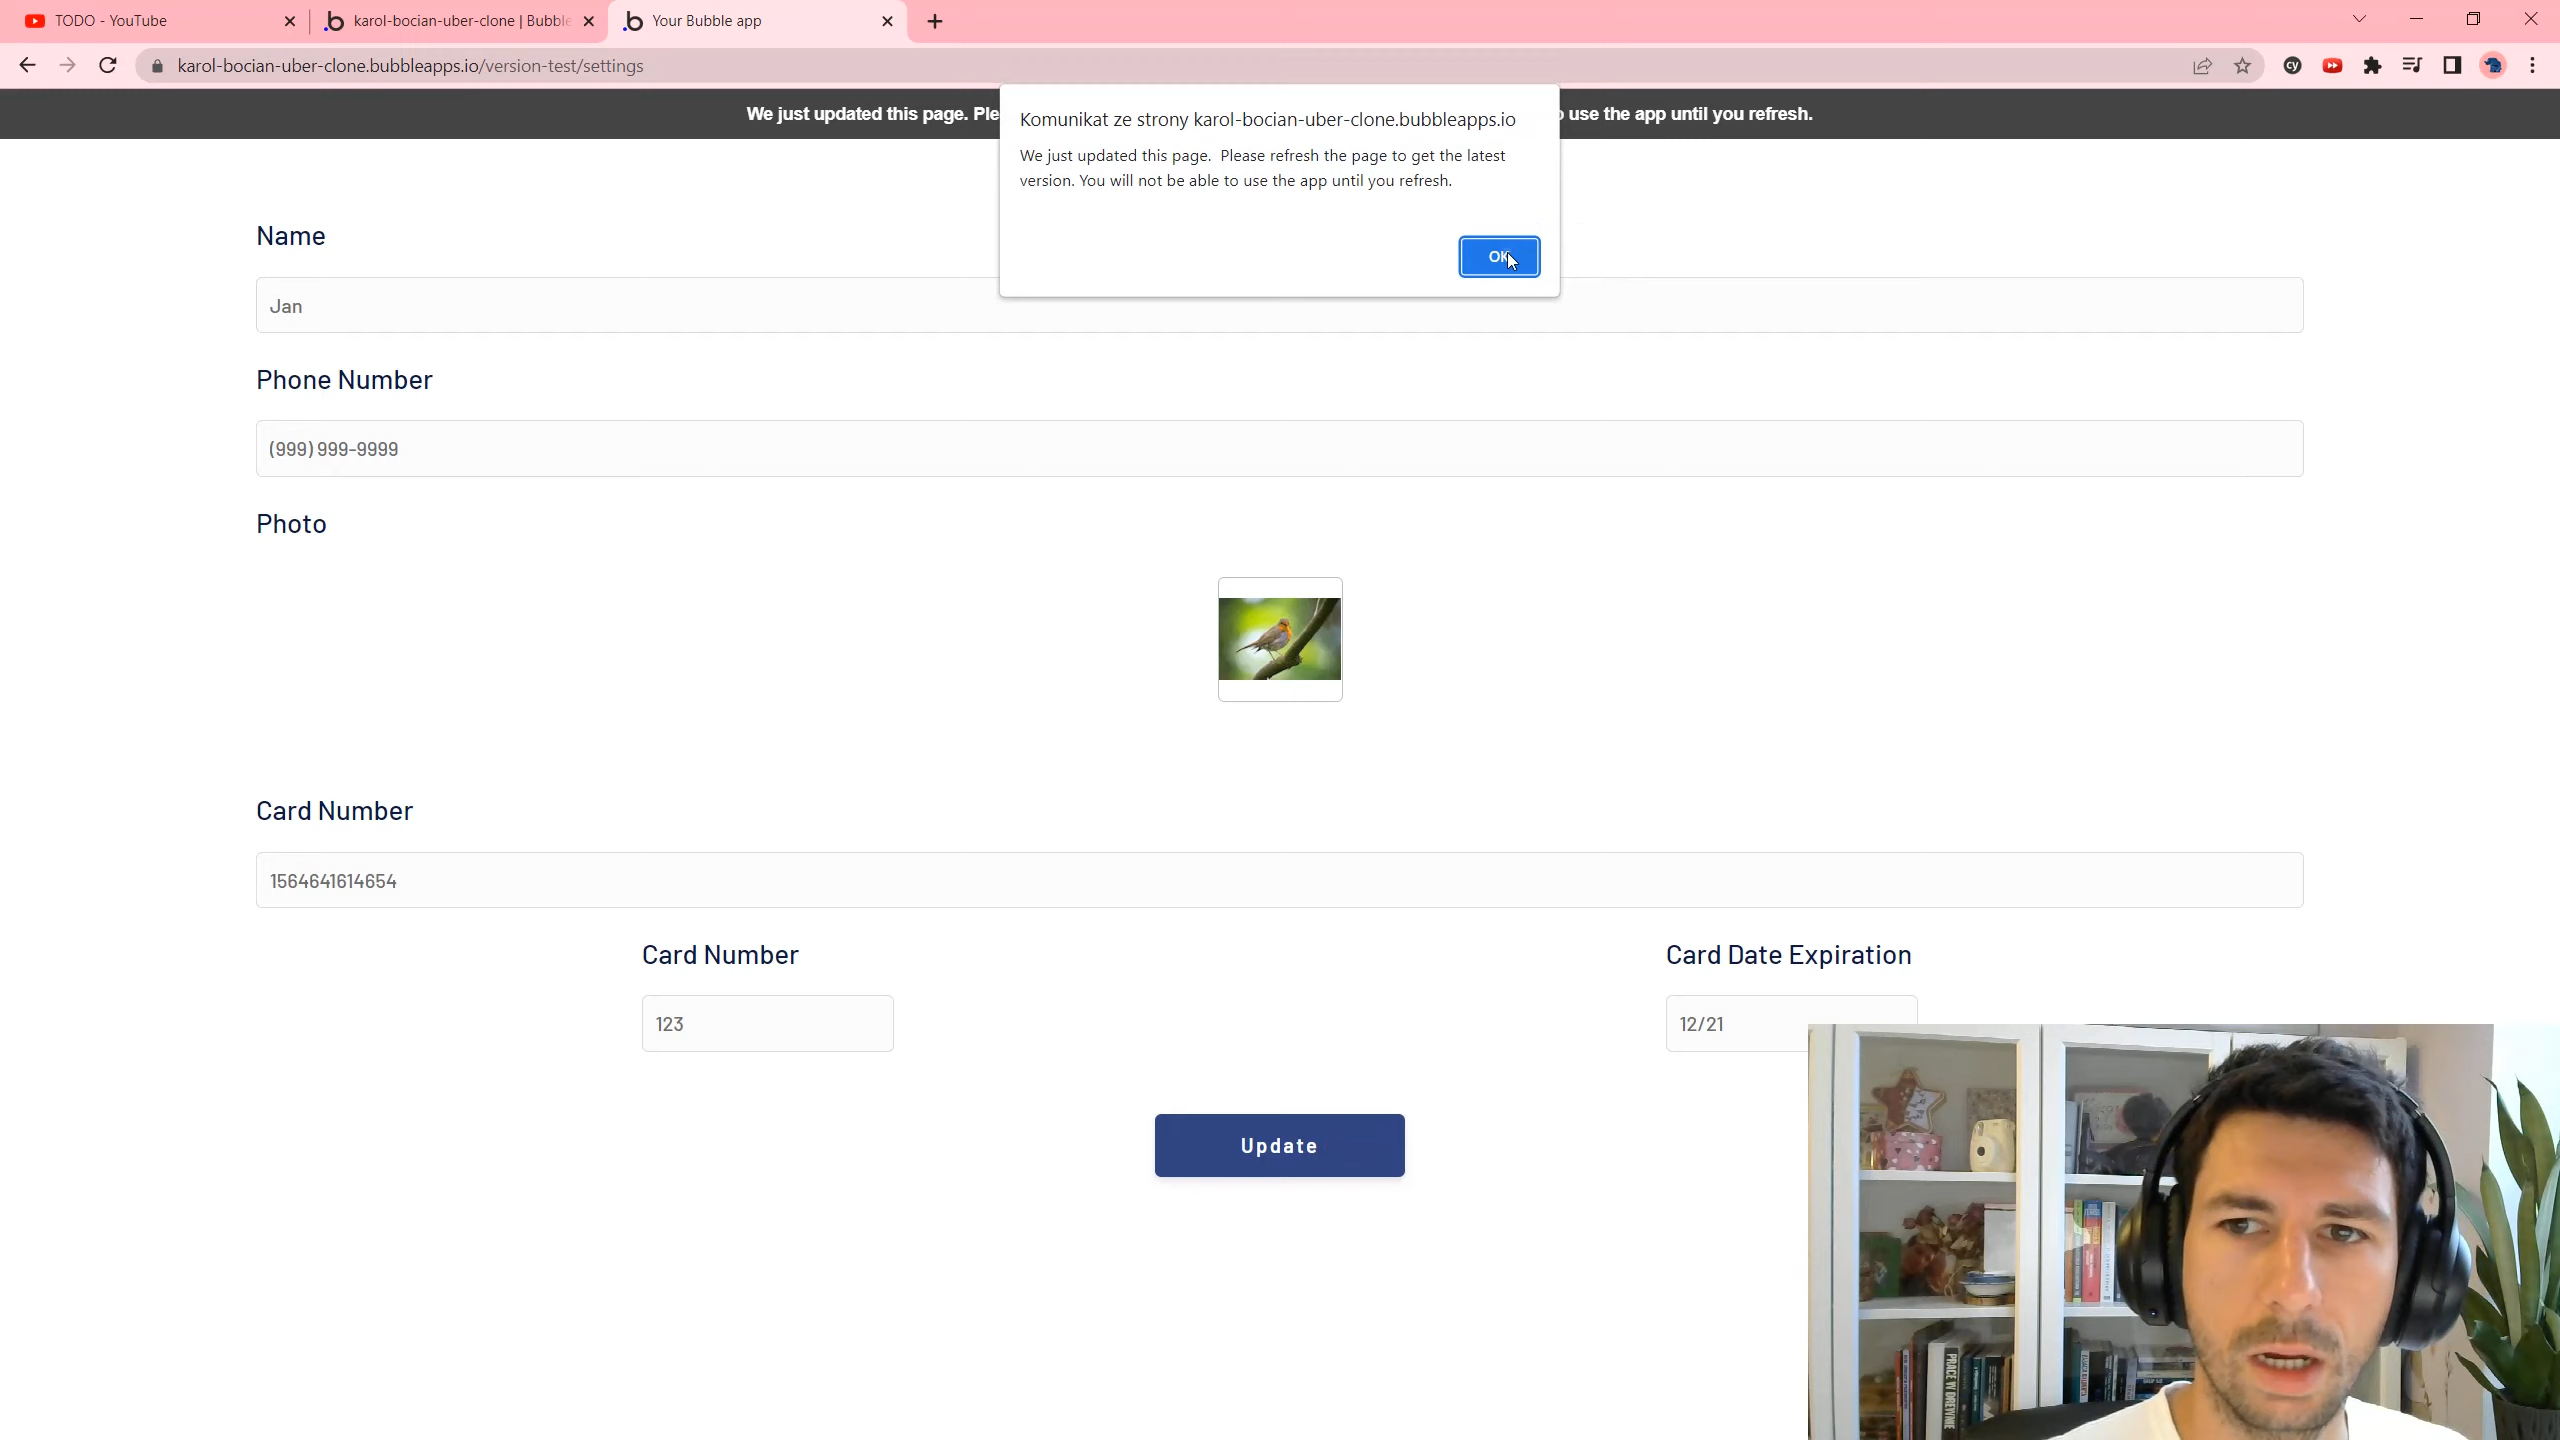 TODO - YouTube
karol-bocian-uber-clone | Bubble
Your Bubble app
karol-bocian-uber-clone.bubbleapps.io/version-test/settings
cy
We just updated this page. Ple
o use the app until you refresh.
Komunikat ze strony karol-bocian-uber-clone.bubbleapps.io
We just updated this page.  Please refresh the page to get the latest
version. You will not be able to use the app until you refresh.
OK
Name
Jan
Phone Number
(999) 999-9999
Photo
Card Number
1564641614654
Card Number
Card Date Expiration
123
12/21
Update
PRACE W DREWNIE